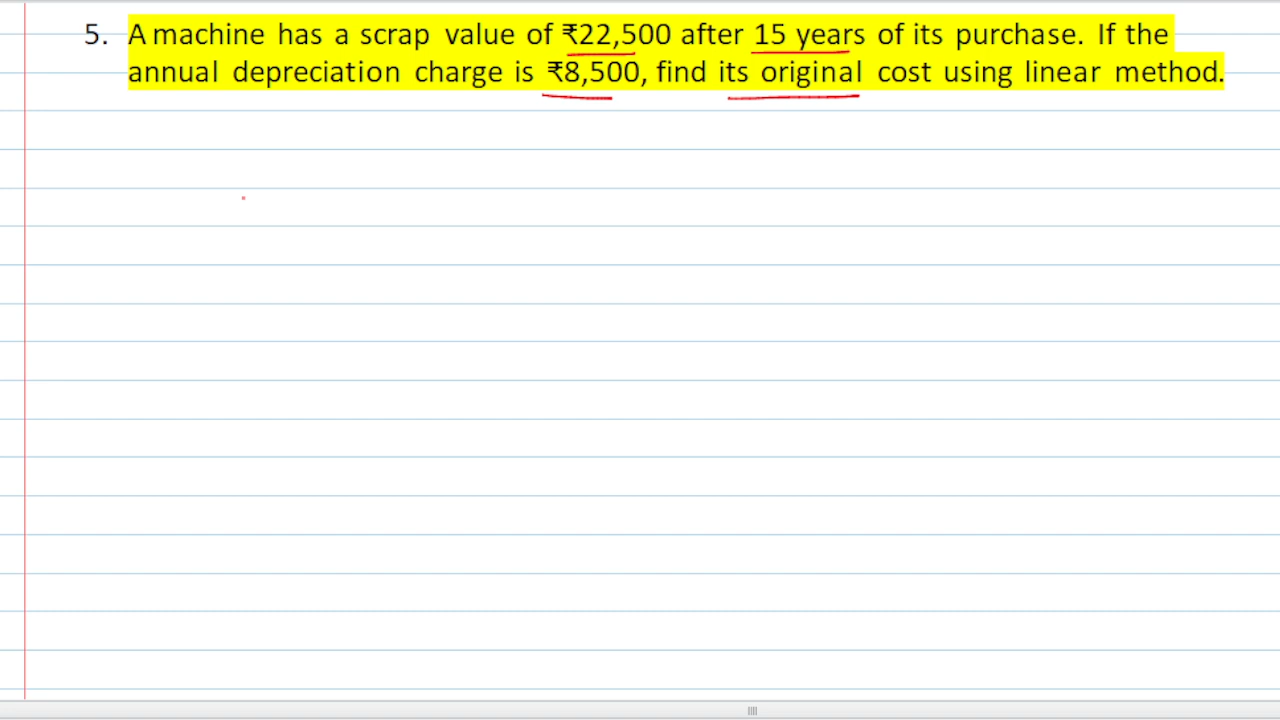 5. A machine has a scrap value of ₹22,500 after 15 years of its purchase. If the
annual depreciation charge is ₹8,500, find its original cost using linear method.